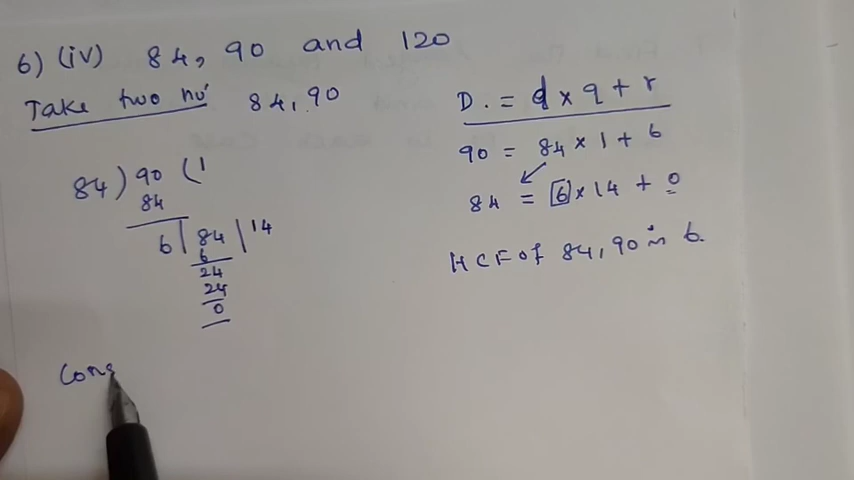 6) (iv) 84, 90 and 120
Take two no' 84, 90
D. = d × q + r
90 = 84 × 1 + 6
84 = 6 × 14 + 0
HCF of 84, 90 is 6.
84) 90 (1
84
6 | 84 | 14
6
24
24
0
Cons